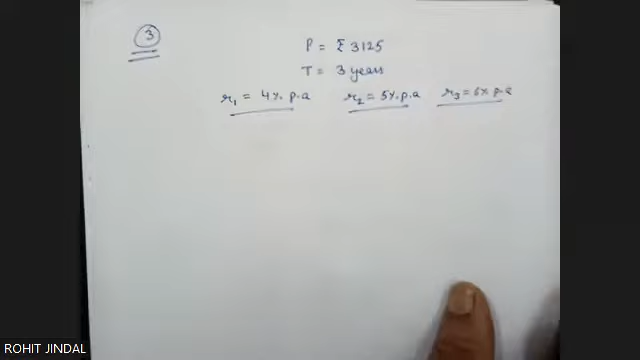 3
P = ₹ 3125
T = 3 years
r₁ = 4%. p.a r₂ = 5%. p.a r₃ = 6%. p.a
ROHIT JINDAL